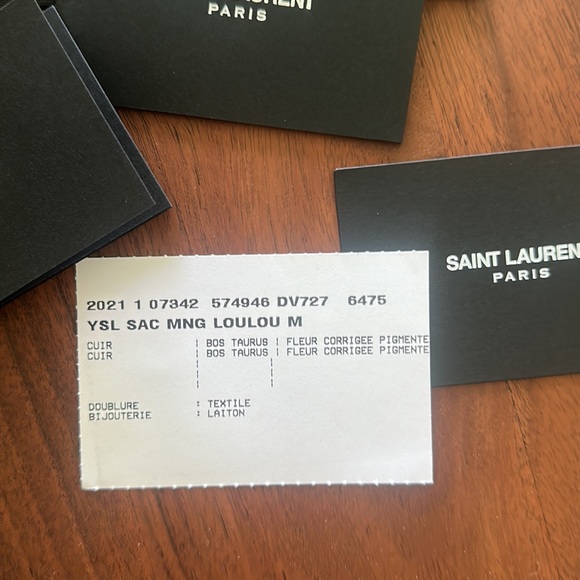 PARIS
SAINT LAUREN
PARIS
2021 1 07342 574946 DV727 6475
YSL SAC MNG LOULOU M
CUIR | BOS TAURUS | FLEUR CORRIGEE PIGMENTE
CUIR | BOS TAURUS | FLEUR CORRIGEE PIGMENTE
DOUBLURE : TEXTILE
BIJOUTERIE : LAITON